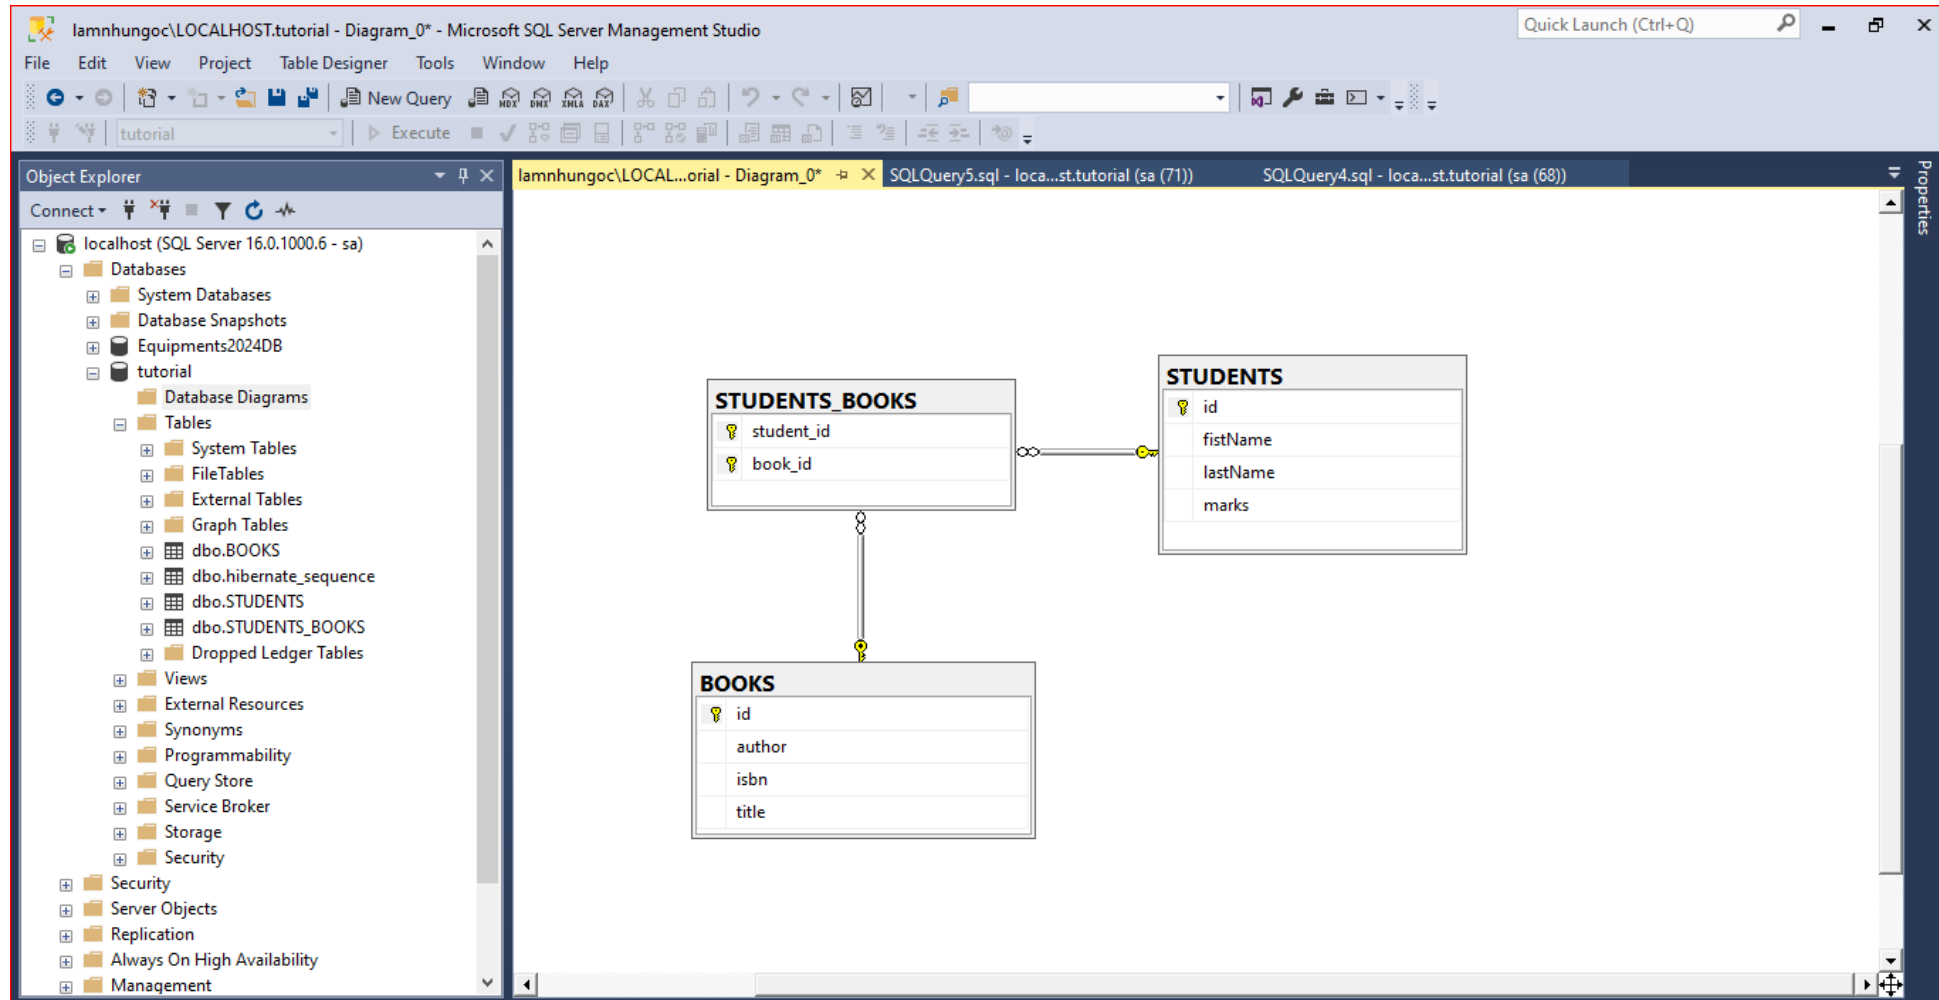 lamnhungoc\LOCALHOST.tutorial - Diagram_0* - Microsoft SQL Server Management Studio
Quick Launch (Ctrl+Q)
File Edit View Project Table Designer Tools Window Help
New Query MDX DMX XMLA DAX
tutorial Execute
Object Explorer
lamnhungoc\LOCAL...orial - Diagram_0* SQLQuery5.sql - loca...st.tutorial (sa (71)) SQLQuery4.sql - loca...st.tutorial (sa (68))
Properties
Connect
localhost (SQL Server 16.0.1000.6 - sa)
Databases
System Databases
Database Snapshots
Equipments2024DB
tutorial
Database Diagrams
Tables
System Tables
FileTables
External Tables
Graph Tables
dbo.BOOKS
dbo.hibernate_sequence
dbo.STUDENTS
dbo.STUDENTS_BOOKS
Dropped Ledger Tables
Views
External Resources
Synonyms
Programmability
Query Store
Service Broker
Storage
Security
Security
Server Objects
Replication
Always On High Availability
Management
STUDENTS_BOOKS
student_id
book_id
STUDENTS
id
fistName
lastName
marks
BOOKS
id
author
isbn
title